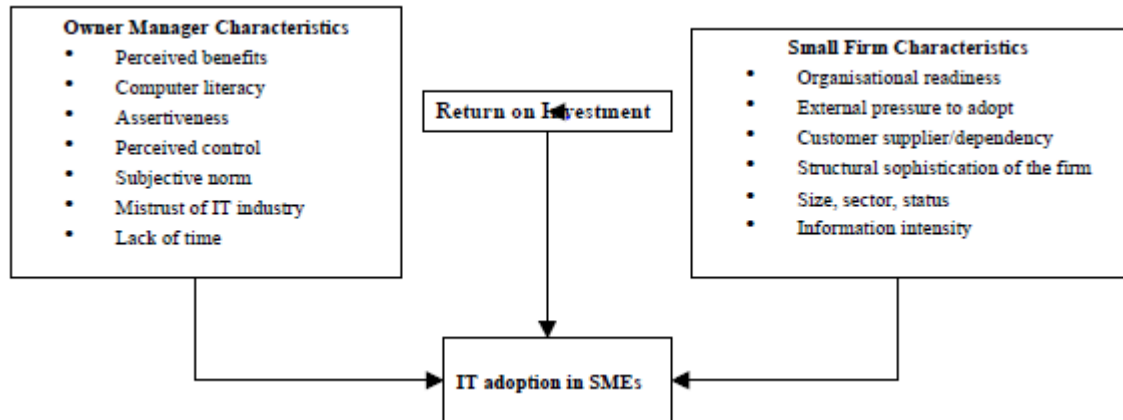 Owner Manager Characteristics
• Perceived benefits
• Computer literacy
• Assertiveness
• Perceived control
• Subjective norm
• Mistrust of IT industry
• Lack of time
Return on Investment
Small Firm Characteristics
• Organisational readiness
• External pressure to adopt
• Customer supplier/dependency
• Structural sophistication of the firm
• Size, sector, status
• Information intensity
IT adoption in SMEs